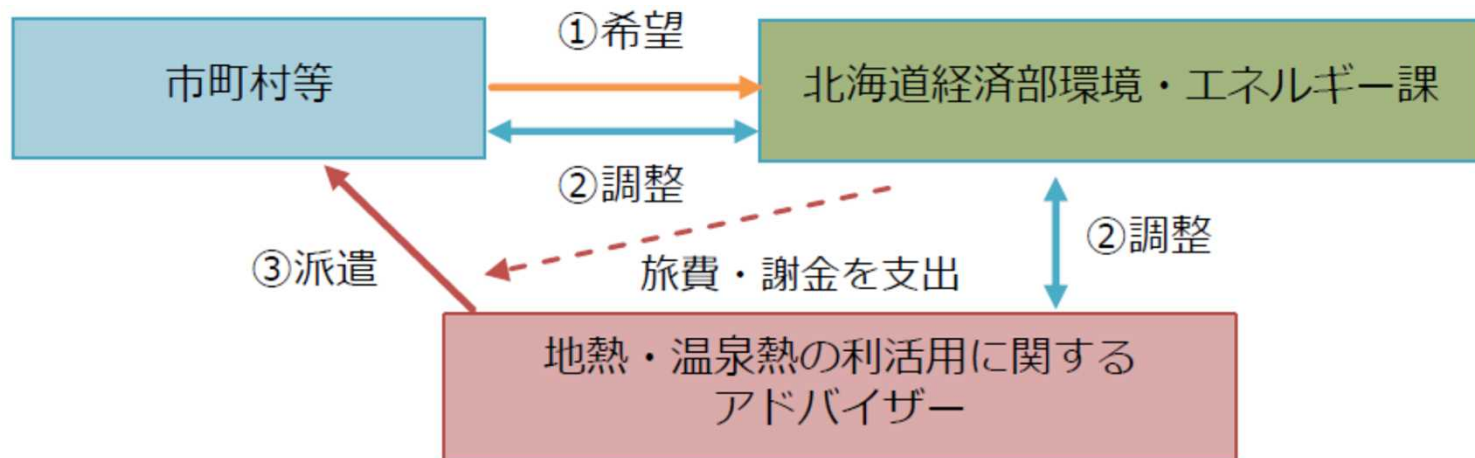 ①希望
市町村等
北海道経済部環境・エネルギー課
②調整
②調整
③派遣
旅費・謝金を支出
地熱・温泉熱の利活用に関する
アドバイザー